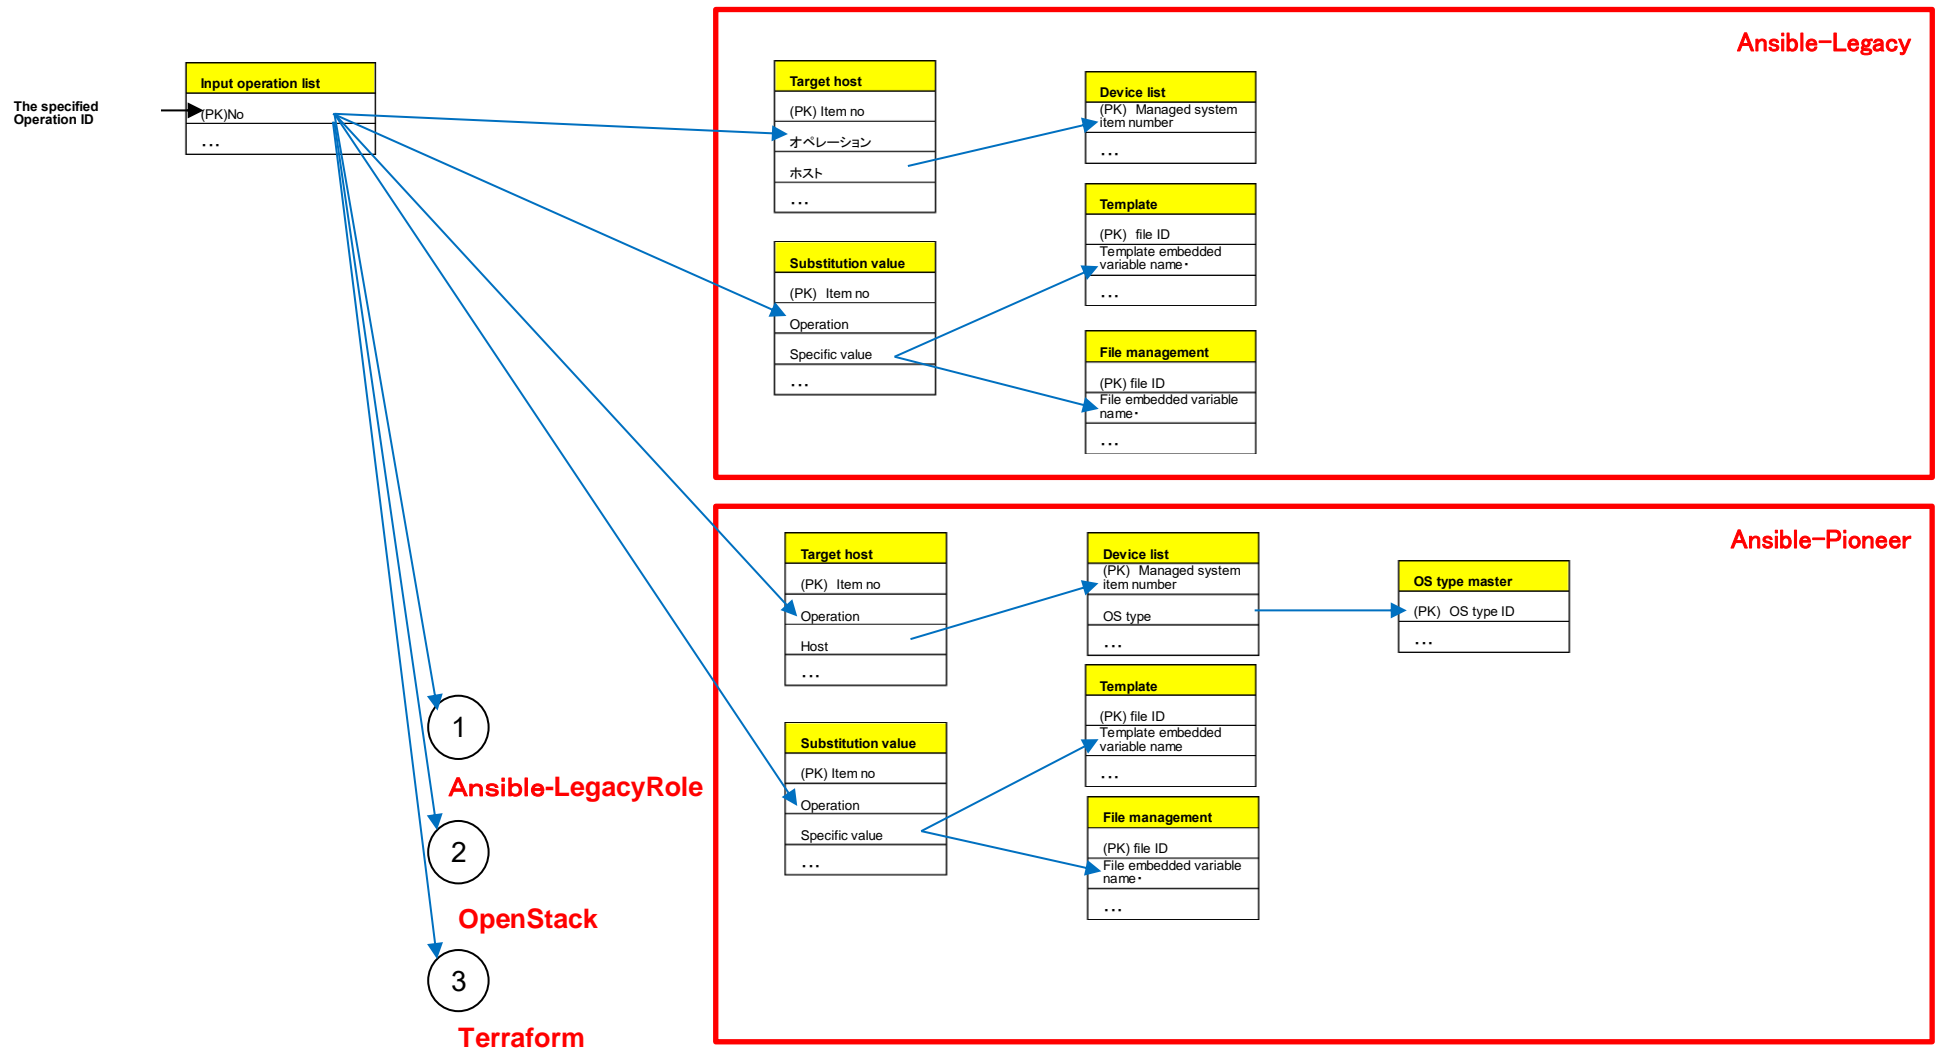 The specified
Operation ID
Input operation list
(PK)No
…
Ansible-Legacy
Target host
(PK) Item no
オペレーション
ホスト
…
Device list
(PK) Managed system
item number
…
Template
(PK) file ID
Template embedded
variable name・
…
Substitution value
(PK) Item no
Operation
Specific value
…
File management
(PK) file ID
File embedded variable
name・
…
Ansible-Pioneer
Target host
(PK) Item no
Operation
Host
…
Device list
(PK) Managed system
item number
OS type
…
OS type master
(PK) OS type ID
…
Template
(PK) file ID
Template embedded
variable name
…
Substitution value
(PK) Item no
Operation
Specific value
…
File management
(PK) file ID
File embedded variable
name・
…
1
Ansible-LegacyRole
2
OpenStack
3
Terraform